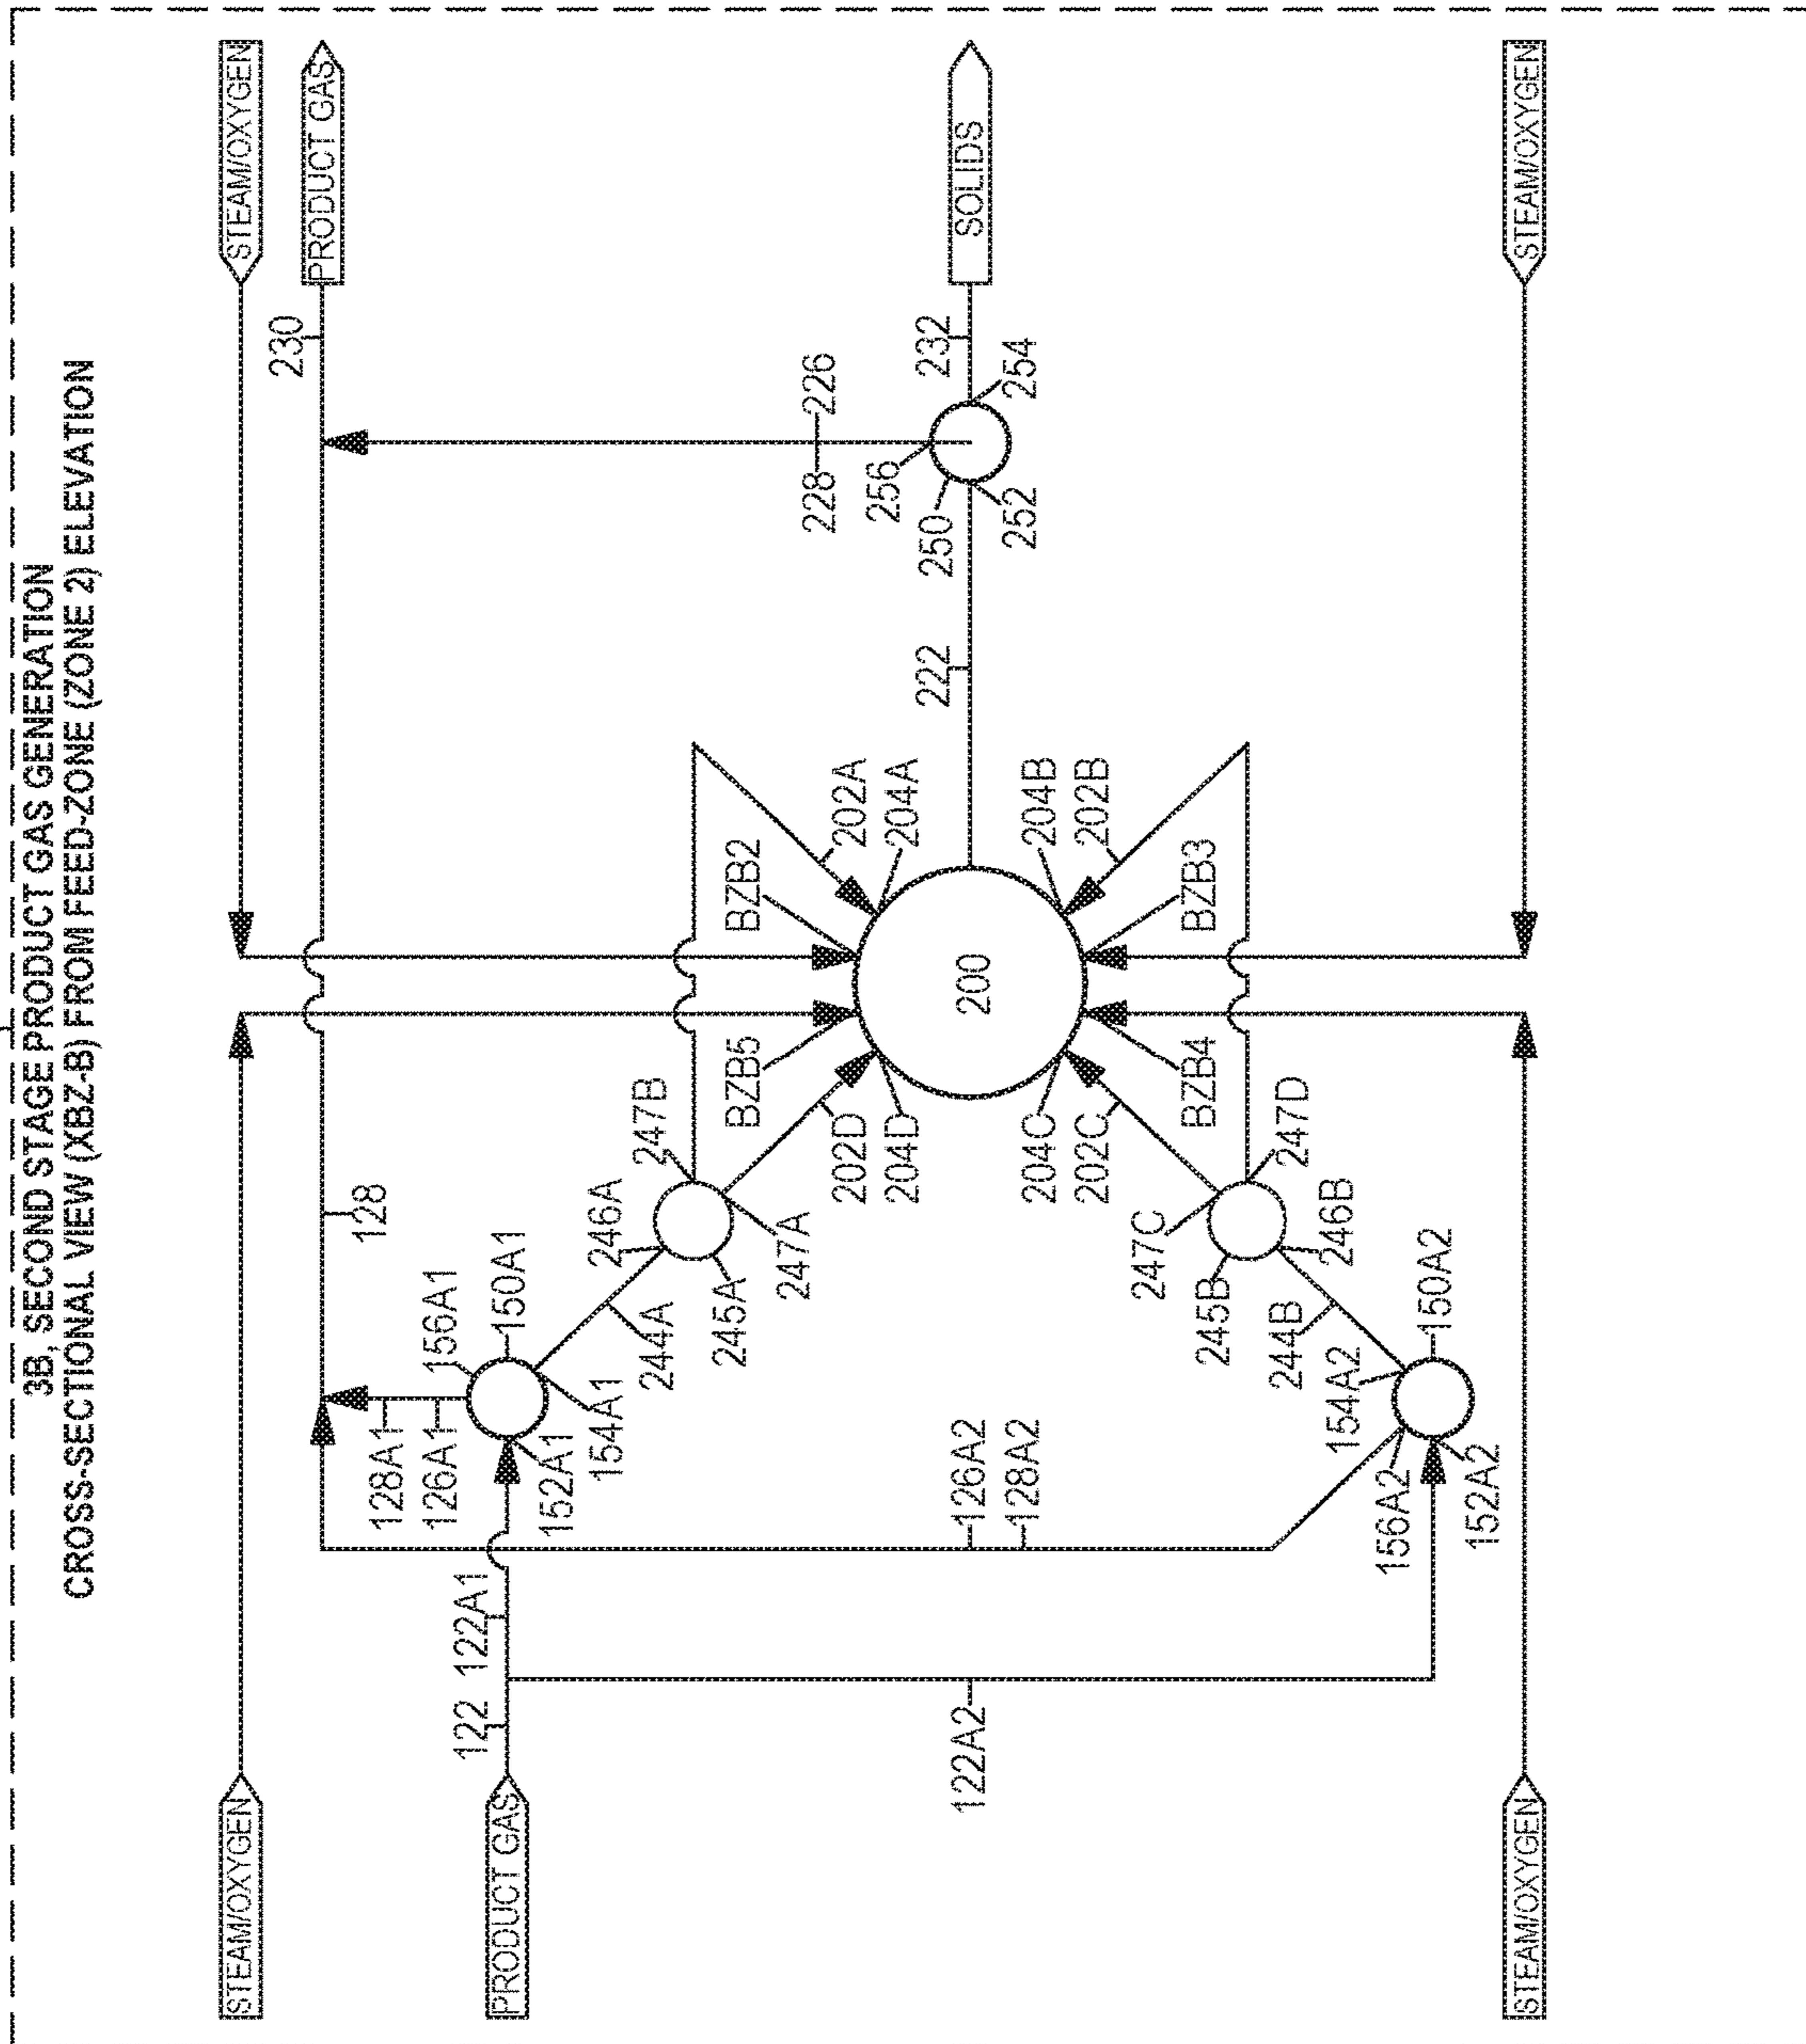 3B, SECOND STAGE PRODUCT GAS GENERATION
CROSS-SECTIONAL VIEW (XBZ-B) FROM FEED-ZONE (ZONE 2) ELEVATION
STEAM/OXYGEN
STEAM/OXYGEN
PRODUCT GAS
230
128
128A1
126A1
156A1
150A1
122
122A1
PRODUCT GAS
152A1
154A1
244A
246A
245A
247B
247A
BZB5
BZB2
202D
204D
202A
204A
228
226
256
250
252
254
232
SOLIDS
222
200
122A2
126A2
128A2
204C
202C
204B
202B
BZB4
BZB3
247C
247D
245B
246B
244B
154A2
150A2
156A2
152A2
STEAM/OXYGEN
STEAM/OXYGEN